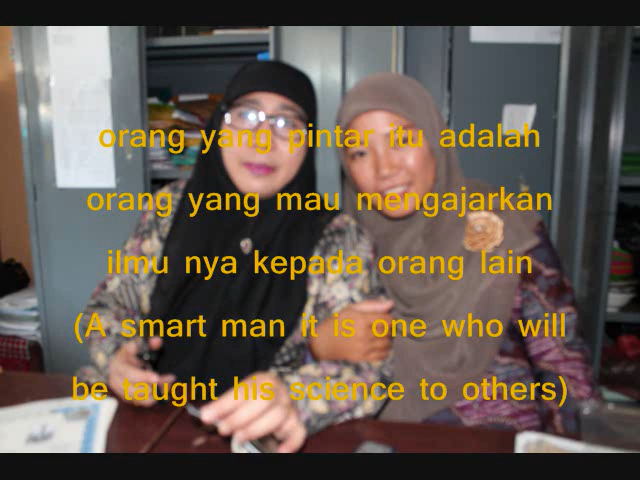 orang yang pintar itu adalah
orang yang mau mengajarkan
ilmu nya kepada orang lain
(A smart man it is one who will
be taught his science to others)